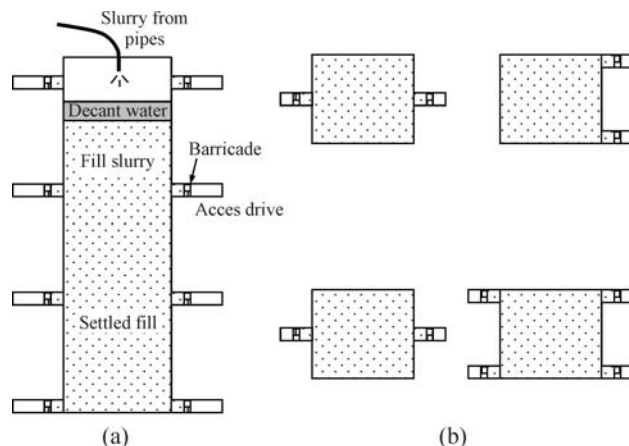 Slurry from
pipes
Decant water
Fill slurry
Barricade
Acces drive
Settled fill
(a)
(b)